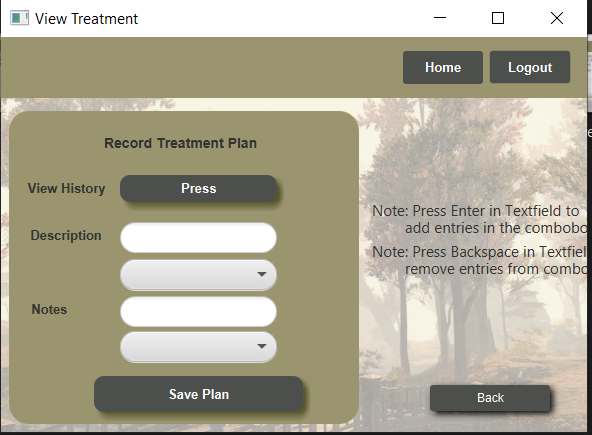 View Treatment
Home
Logout
Record Treatment Plan
View History
Press
Description
Notes
Save Plan
Note: Press Enter in Textfield to
add entries in the combobo
Note: Press Backspace in Textfiel
remove entries from combo
Back